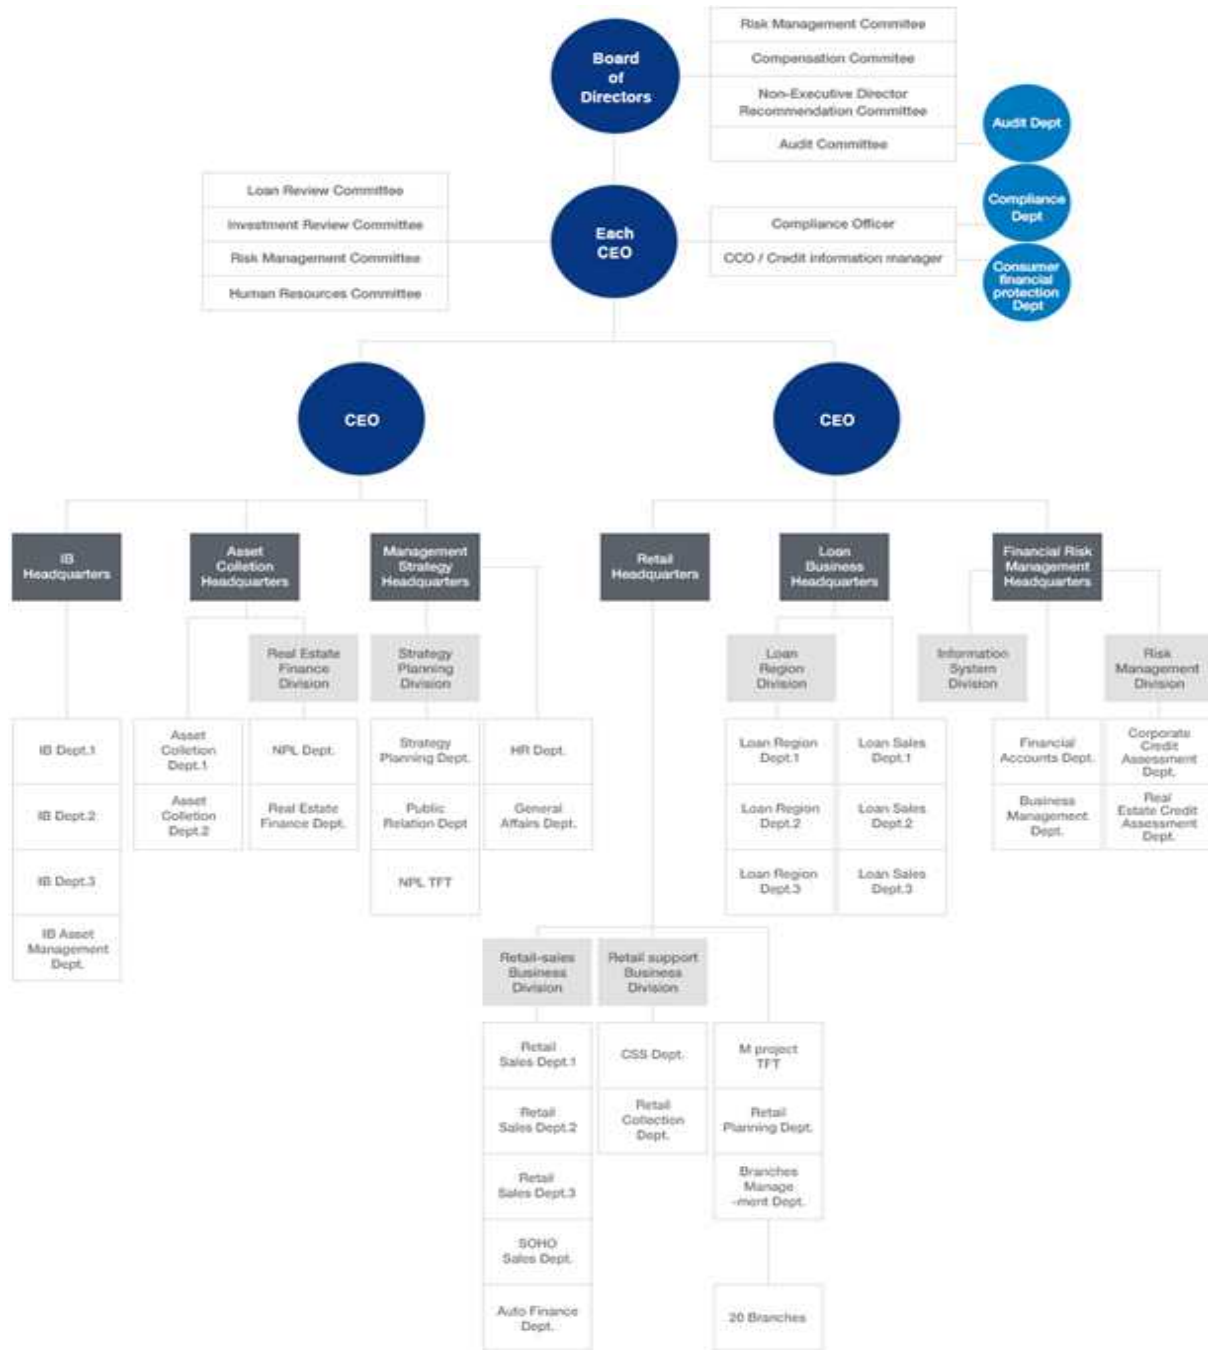 Board
of
Directors
Risk Management Commitee
Compensation Commitee
Non-Executive Director
Recommendation Committee
Audit Committee
Audit Dept
Loan Review Committee
Investment Review Committee
Risk Management Committee
Human Resources Committee
Each
CEO
Compliance Officer
CCO / Credit information manager
Compliance
Dept
Consumer
financial
protection
Dept
CEO
CEO
IB
Headquarters
Asset
Colletion
Headquarters
Management
Strategy
Headquarters
Retail
Headquarters
Loan
Business
Headquarters
Financial Risk
Management
Headquarters
Real Estate
Finance
Division
Strategy
Planning
Division
Loan
Region
Division
Information
System
Division
Risk
Management
Division
IB Dept.1
IB Dept.2
IB Dept.3
IB Asset
Management
Dept.
Asset
Colletion
Dept.1
Asset
Colletion
Dept.2
NPL Dept.
Real Estate
Finance Dept.
Strategy
Planning Dept.
Public
Relation Dept
NPL TFT
HR Dept.
General
Affairs Dept.
Loan Region
Dept.1
Loan Region
Dept.2
Loan Region
Dept.3
Loan Sales
Dept.1
Loan Sales
Dept.2
Loan Sales
Dept.3
Financial
Accounts Dept.
Business
Management
Dept.
Corporate
Credit
Assessment
Dept.
Real
Estate Credit
Assessment
Dept.
Retail-sales
Business
Division
Retail support
Business
Division
Retail
Sales Dept.1
Retail
Sales Dept.2
Retail
Sales Dept.3
SOHO
Sales Dept.
Auto Finance
Dept.
CSS Dept.
Retail
Collection
Dept.
M project
TFT
Retail
Planning Dept.
Branches
Manage
-ment Dept.
20 Branches